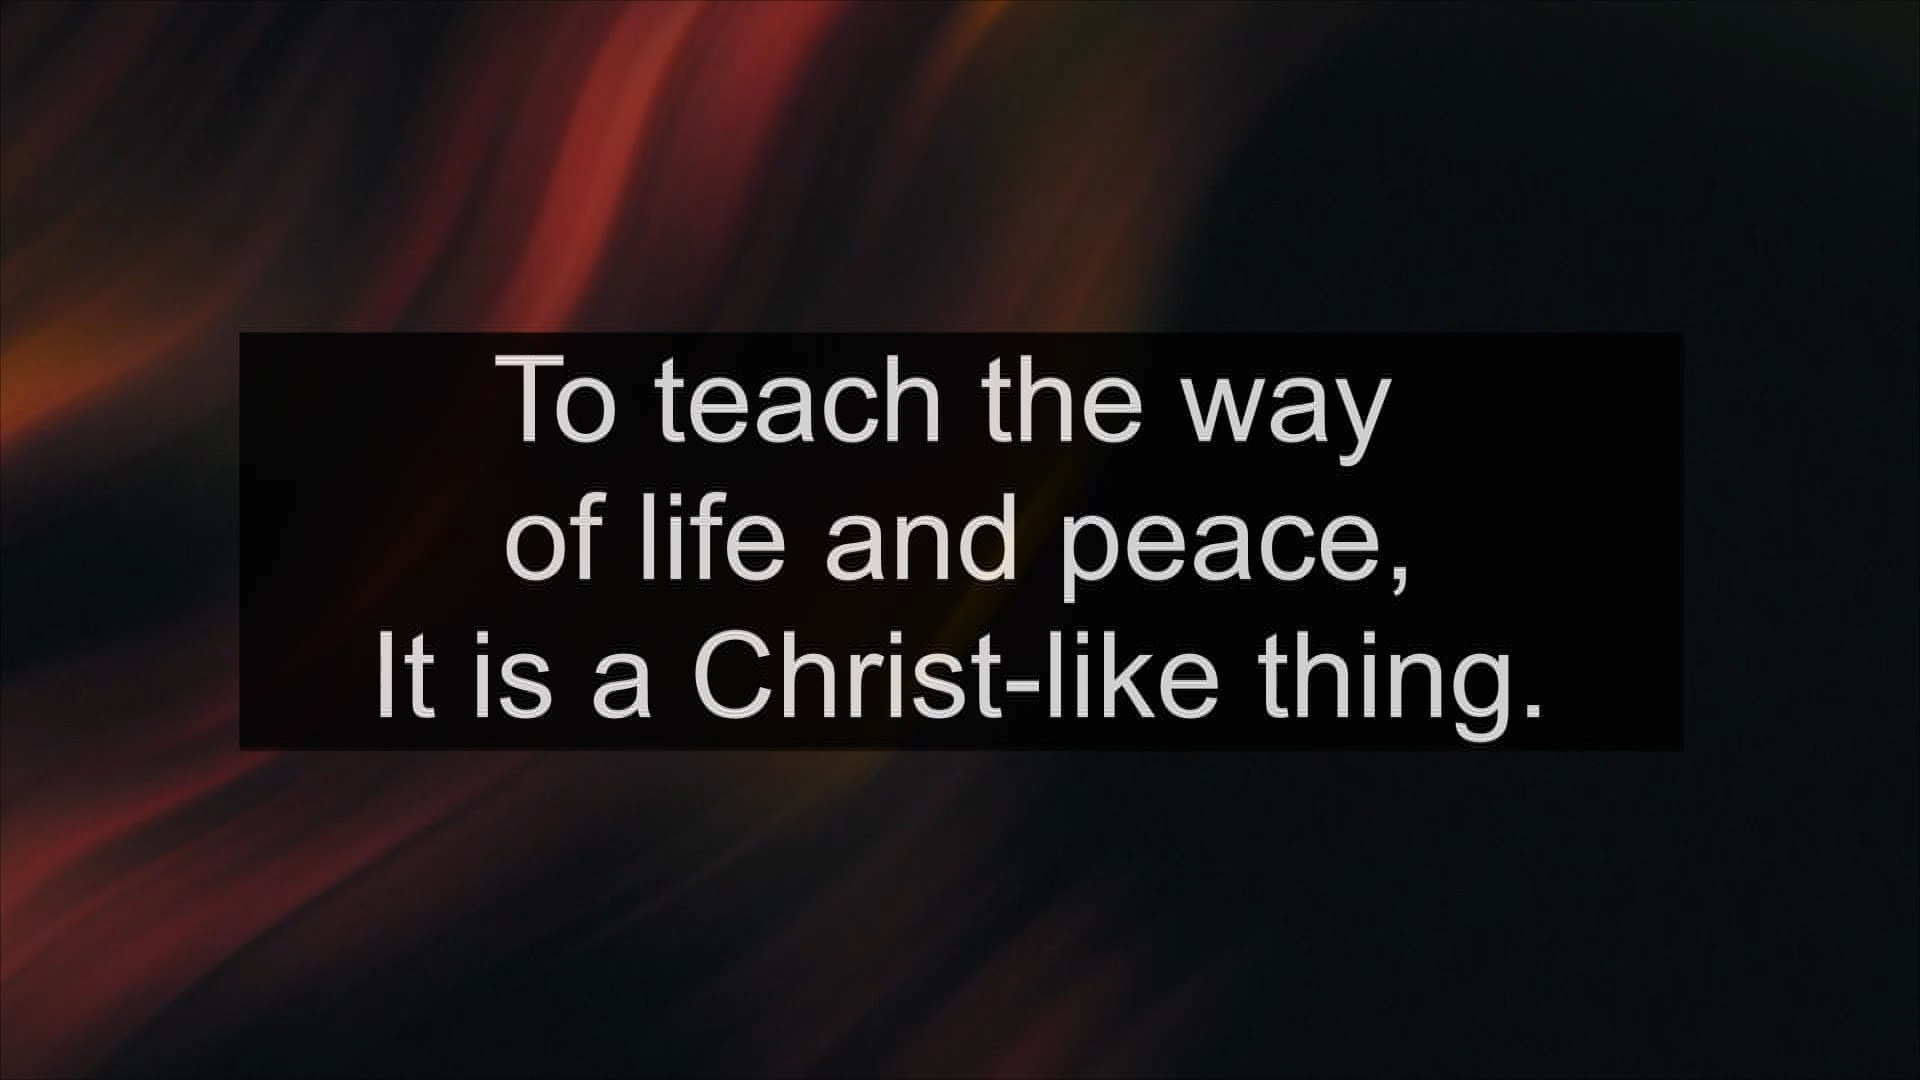 To teach the way
of life and peace,
It is a Christ-like thing.